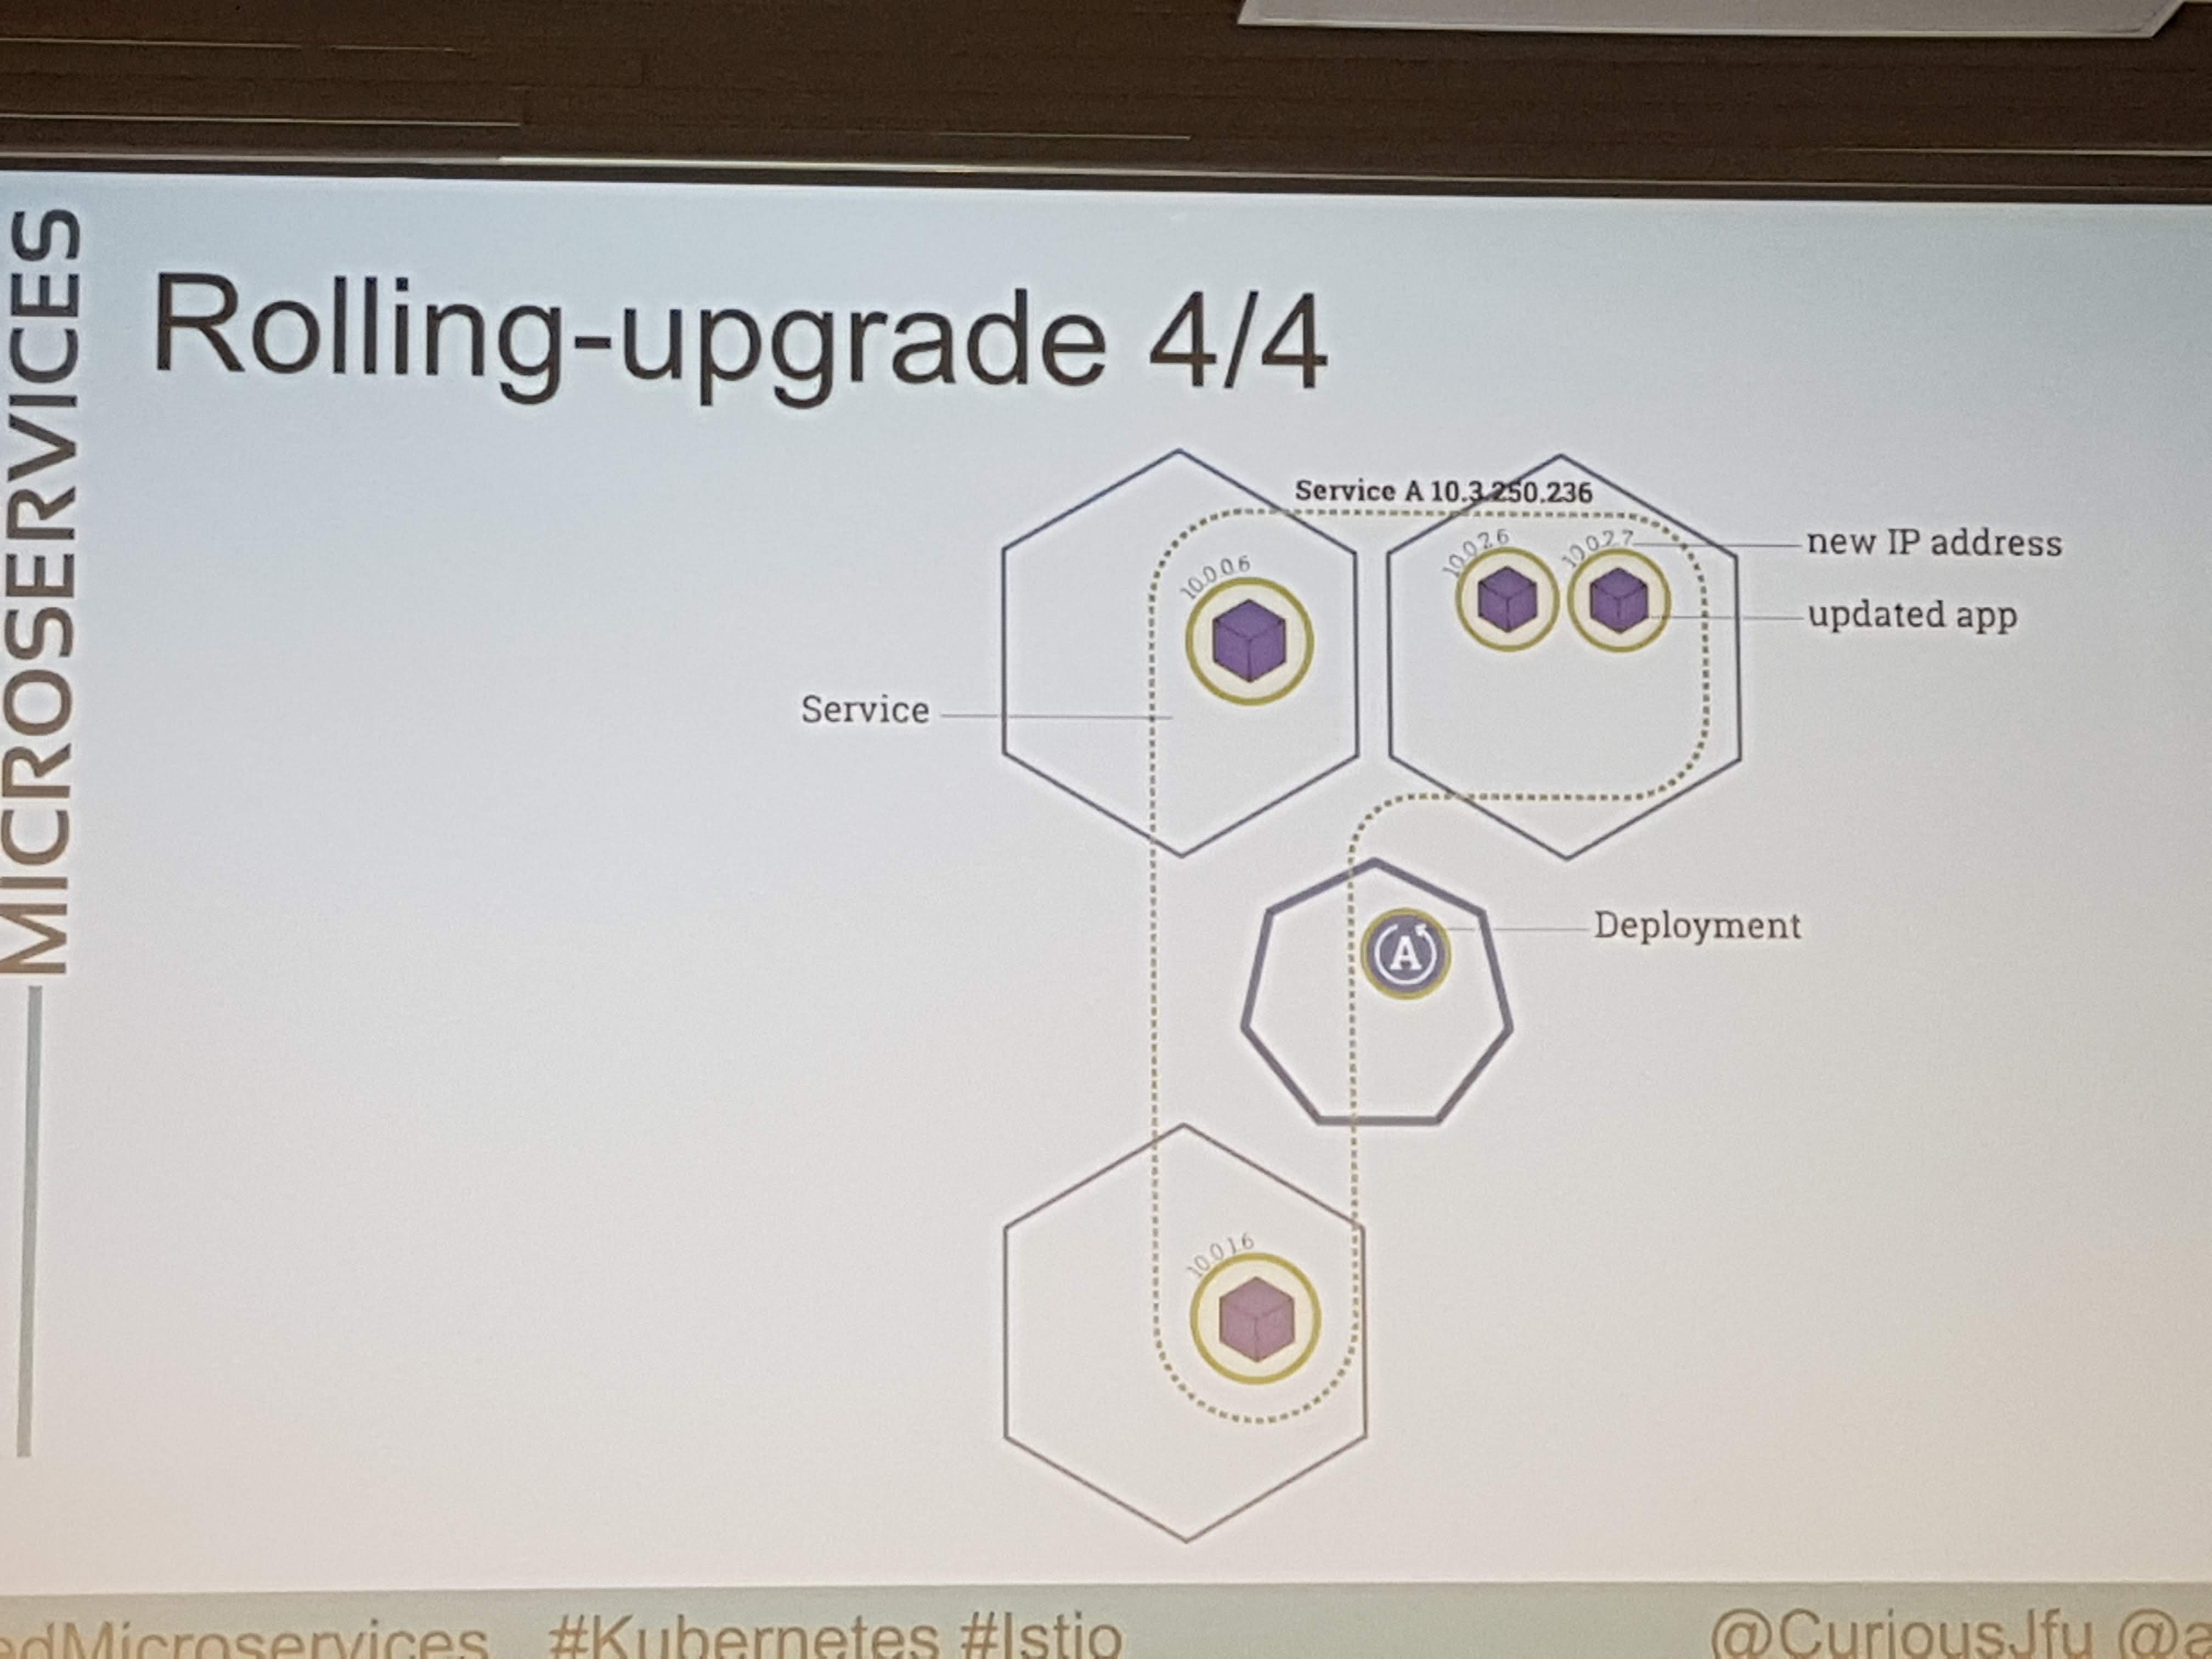 MICROSERVICES
Rolling-upgrade 4/4
Service A 10.3.250.236
10.0.0.6
10.0.2.6
10.0.2.7
new IP address
updated app
Service
Deployment
10.0.1.6
edMicroservices #Kubernetes #Istio
@CuriousJfu @a